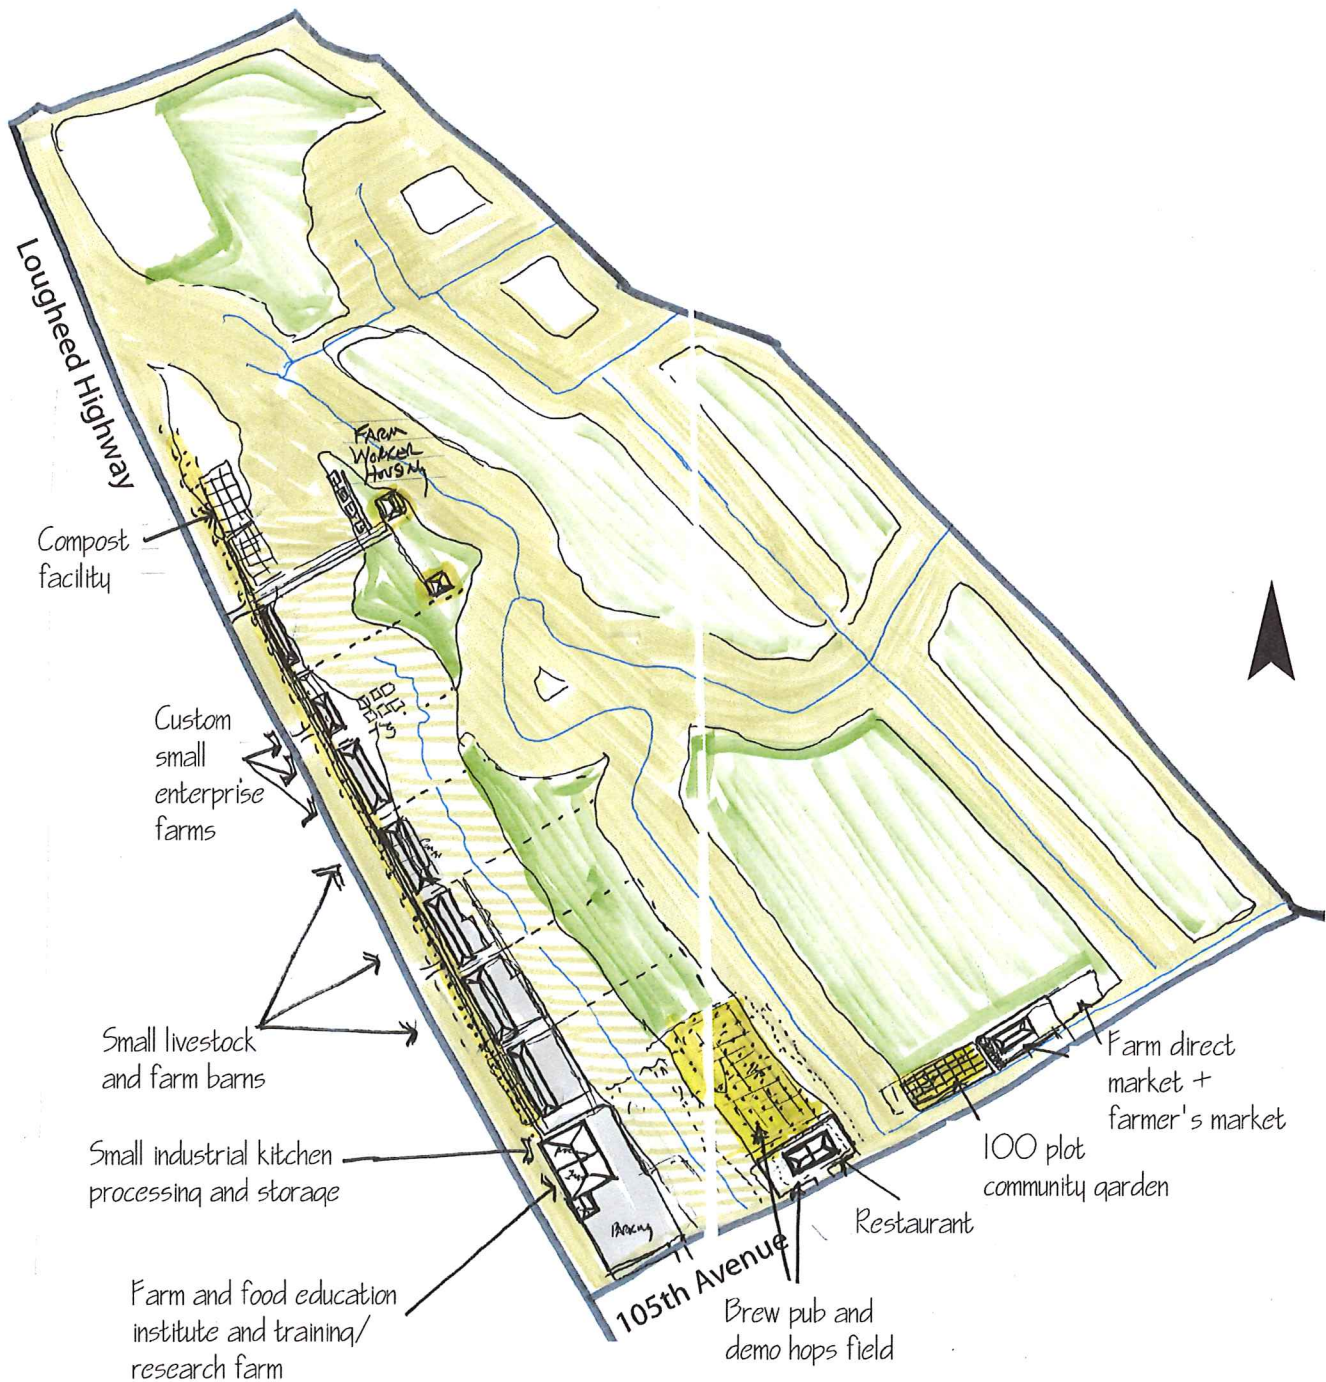 Lougheed Highway
FARM
WORKER
HOUSING
Compost
facility
Custom
small
enterprise
farms
Small livestock
and farm barns
Small industrial kitchen
processing and storage
Farm and food education
institute and training/
research farm
PARKING
105th Avenue
Brew pub and
demo hops field
Restaurant
100 plot
community garden
Farm direct
market +
farmer's market